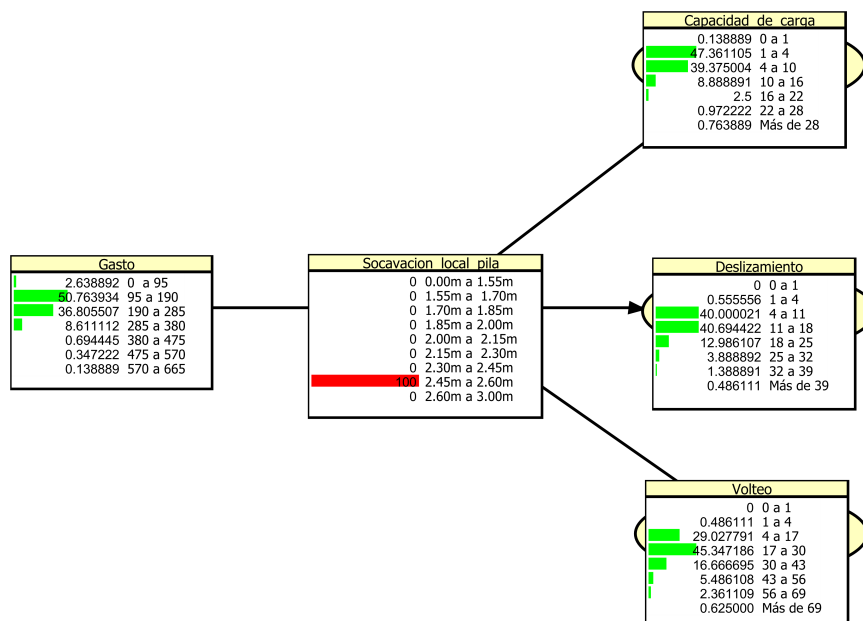 Capacidad_de_carga
0.138889 0 a 1
47.361105 1 a 4
39.375004 4 a 10
8.888891 10 a 16
2.5 16 a 22
0.972222 22 a 28
0.763889 Más de 28
Gasto
2.638892 0 a 95
50.763934 95 a 190
36.805507 190 a 285
8.611112 285 a 380
0.694445 380 a 475
0.347222 475 a 570
0.138889 570 a 665
Socavacion_local_pila
0 0.00m a 1.55m
0 1.55m a 1.70m
0 1.70m a 1.85m
0 1.85m a 2.00m
0 2.00m a 2.15m
0 2.15m a 2.30m
0 2.30m a 2.45m
100 2.45m a 2.60m
0 2.60m a 3.00m
Deslizamiento
0 0 a 1
0.555556 1 a 4
40.000021 4 a 11
40.694422 11 a 18
12.986107 18 a 25
3.888892 25 a 32
1.388891 32 a 39
0.486111 Más de 39
Volteo
0 0 a 1
0.486111 1 a 4
29.027791 4 a 17
45.347186 17 a 30
16.666695 30 a 43
5.486108 43 a 56
2.361109 56 a 69
0.625000 Más de 69